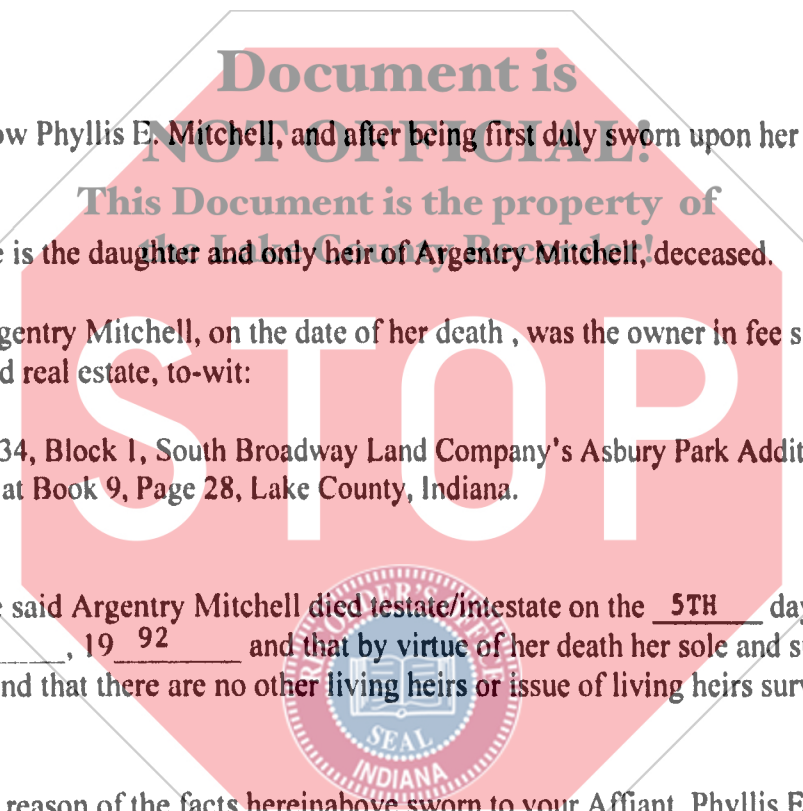 Document is
ow Phyllis E. Mitchell, and after being first duly sworn upon her
NOT OFFICIAL!
This Document is the property of
e is the daughter and only heir of Argentry Mitchell, deceased.
the Lake County Recorder!
gentry Mitchell, on the date of her death , was the owner in fee s
d real estate, to-wit:
STOP
34, Block 1, South Broadway Land Company's Asbury Park Addit
at Book 9, Page 28, Lake County, Indiana.
e said Argentry Mitchell died testate/intestate on the 5TH day
, 19 92 and that by virtue of her death her sole and s
nd that there are no other living heirs or issue of living heirs surv
RECORDER'S OFFICE
SEAL
INDIANA
reason of the facts hereinabove sworn to your Affiant, Phyllis E